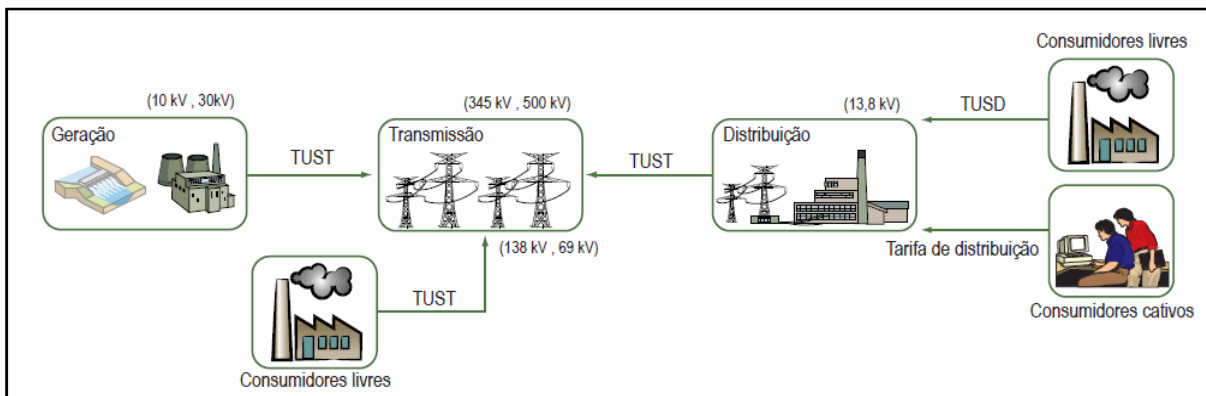 Consumidores livres
(10 kV , 30kV)
(345 kV , 500 kV)
(13,8 kV)
TUSD
Geração
Transmissão
Distribuição
TUST
TUST
(138 kV , 69 kV)
Tarifa de distribuição
TUST
Consumidores cativos
Consumidores livres